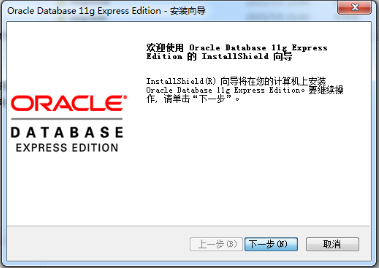 Oracle Database 11g Express Edition - 安装向导
欢迎使用 Oracle Database 11g Express
Edition 的 InstallShield 向导
InstallShield(R) 向导将在您的计算机上安装
Oracle Database 11g Express Edition。要继续操
作, 请单击“下一步”。
ORACLE®
DATABASE
EXPRESS EDITION
上一步(B)
下一步(N)
取消